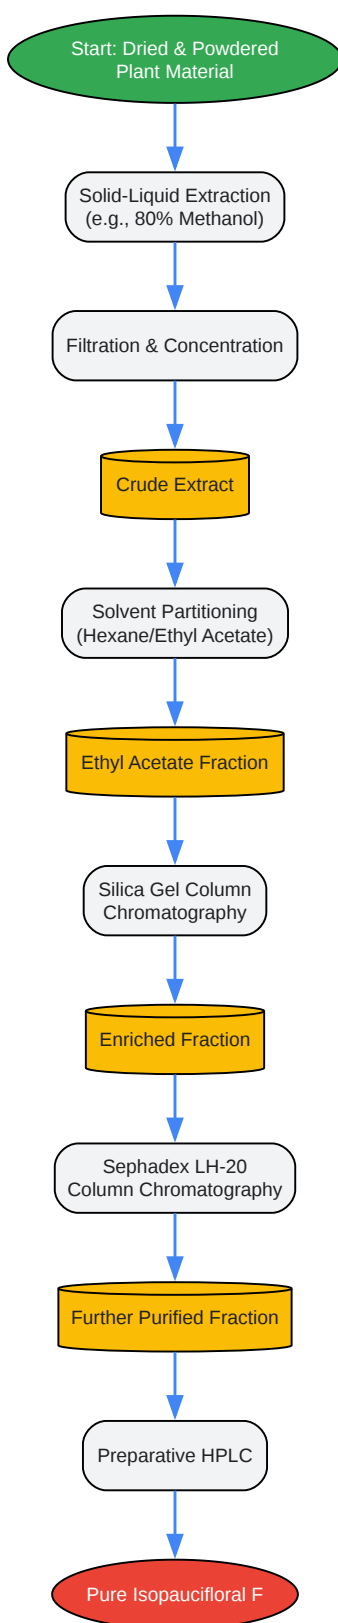 Start: Dried & Powdered
Plant Material
Solid-Liquid Extraction
(e.g., 80% Methanol)
Filtration & Concentration
Crude Extract
Solvent Partitioning
(Hexane/Ethyl Acetate)
Ethyl Acetate Fraction
Silica Gel Column
Chromatography
Enriched Fraction
Sephadex LH-20
Column Chromatography
Further Purified Fraction
Preparative HPLC
Pure Isopaucifloral F